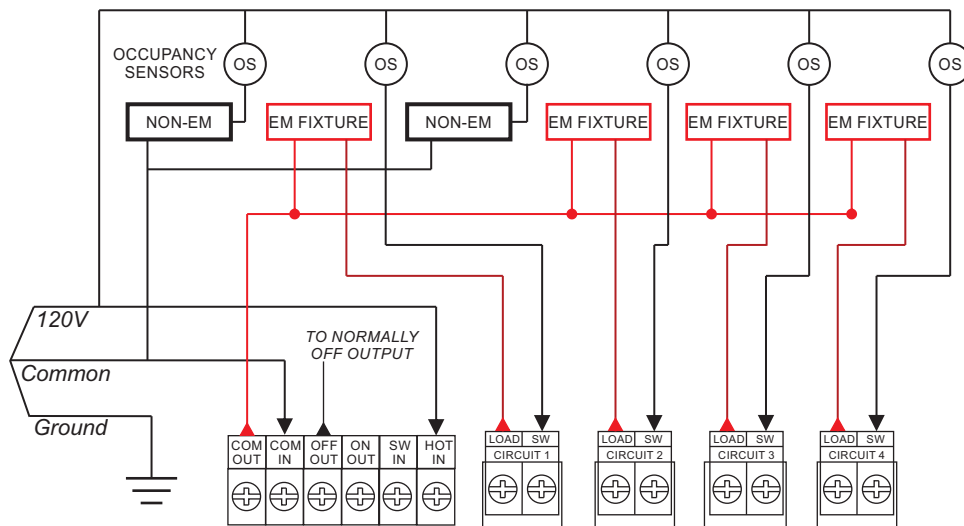 OS OS OS OS OS OS
OCCUPANCY
SENSORS
NON-EM EM FIXTURE NON-EM EM FIXTURE EM FIXTURE EM FIXTURE
120V
TO NORMALLY
OFF OUTPUT
Common
Ground
COM OUT
COM IN
OFF OUT
ON OUT
SW IN
HOT IN
LOAD SW
CIRCUIT 1
LOAD SW
CIRCUIT 2
LOAD SW
CIRCUIT 3
LOAD SW
CIRCUIT 4